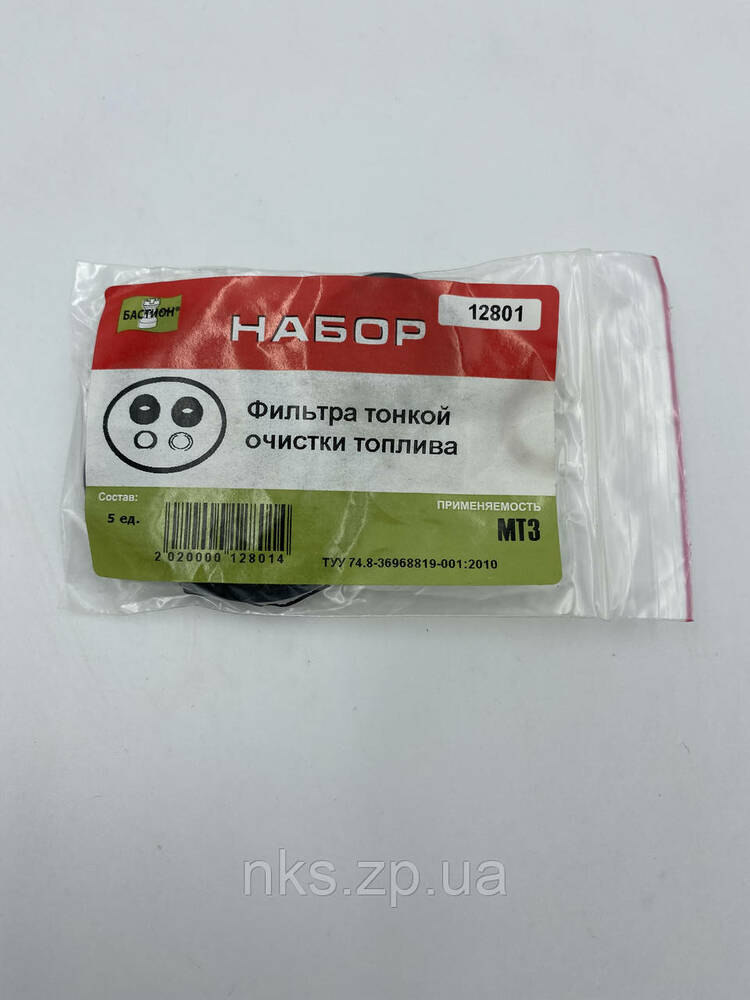 БАСТИОН®
НАБОР
12801
Фильтра тонкой
очистки топлива
Состав:
5 ед.
2 020000 128014
ПРИМЕНЯЕМОСТЬ
МТЗ
ТУУ 74.8-36968819-001:2010
nks.zp.ua